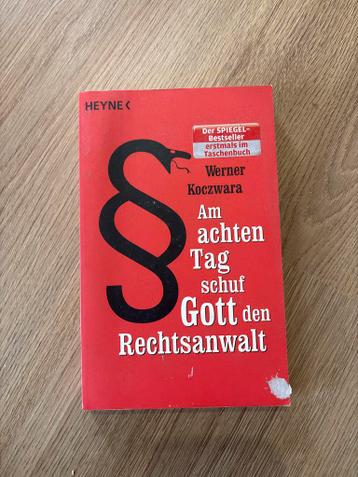 HEYNE <
Der SPIEGEL-
Bestseller
erstmals im
Taschenbuch
Werner
Koczwara
Am
achten
Tag
schuf
Gott den
Rechtsanwalt